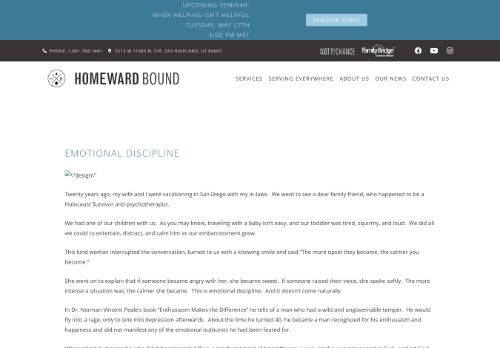 UPCOMING SEMINAR:
WHEN HELPING ISN'T HELPFUL
TUESDAY, MAY 27TH
6:00 PM MST
REGISTER TODAY
PHONE: 1.801.768.1441
5513 W 11000 N, STE. 316 HIGHLAND, UT 84003
NOT BY CHANCE
FamilyBridge
HOMEWARD BOUND
SERVICES SERVING EVERYWHERE ABOUT US OUR NEWS CONTACT US
EMOTIONAL DISCIPLINE
\"design\"
Twenty years ago, my wife and I were vacationing in San Diego with my in-laws. We went to see a dear family friend, who happened to be a
Holocaust Survivor and psychotherapist.
We had one of our children with us. As you may know, traveling with a baby isn't easy, and our toddler was tired, squirmy, and loud. We did all
we could to entertain, distract, and calm him as our embarrassment grew.
This kind woman interrupted the conversation, turned to us with a knowing smile and said "The more upset they become, the calmer you
become."
She went on to explain that if someone became angry with her, she became sweet. If someone raised their voice, she spoke softly. The more
intense a situation was, the calmer she became. This is emotional discipline. And it doesn't come naturally.
In Dr. Norman Vincent Peale's book "Enthusiasm Makes the Difference" he tells of a man who had a wild and ungovernable temper. He would
fly into a rage, only to sink into depression afterwards. About the time he turned 40, he became a man recognized for his enthusiasm and
happiness and did not manifest any of the emotional outbursts he had been feared for.